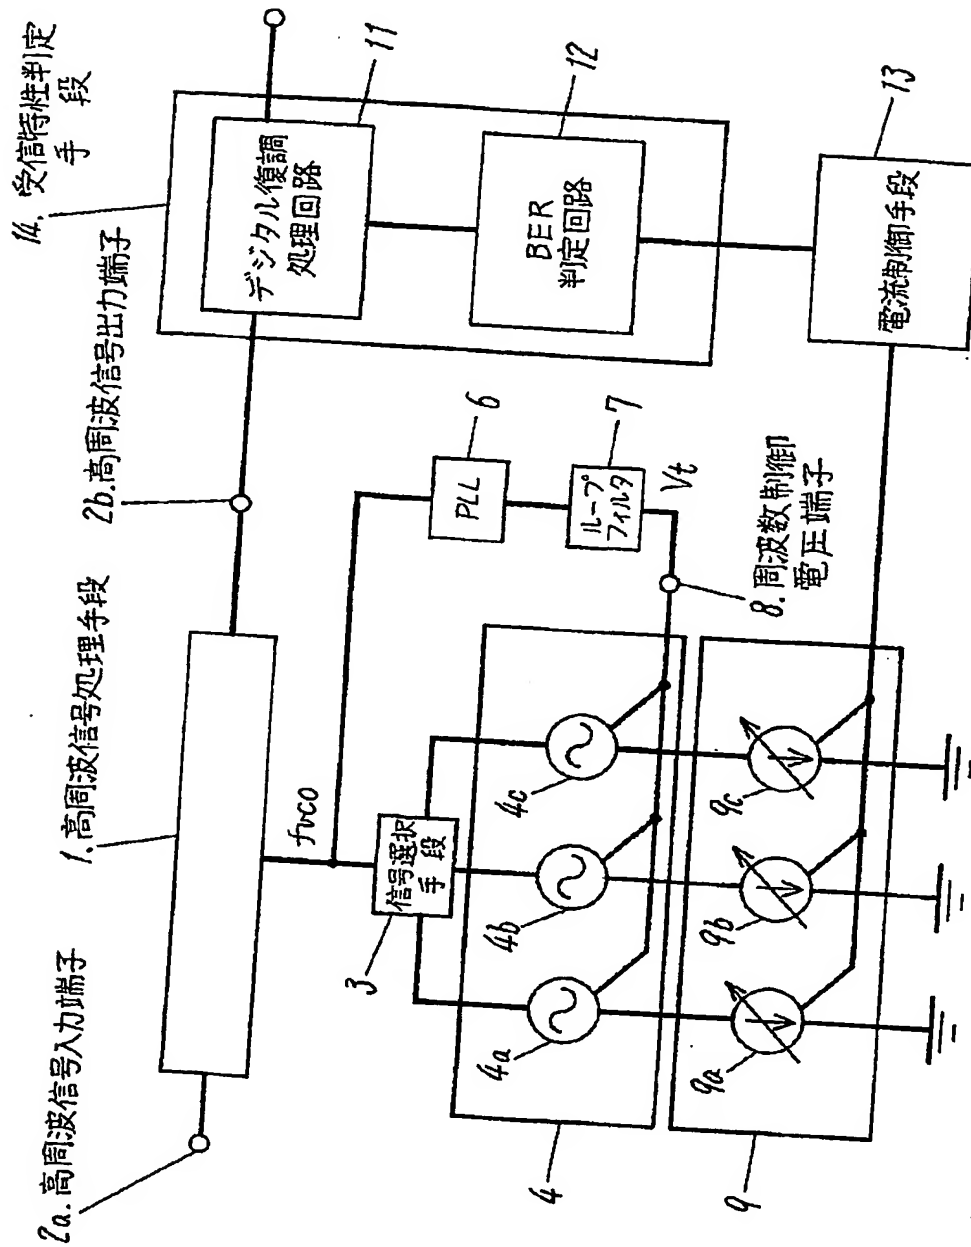 2a. 高周波信号入力端子
1. 高周波信号処理手段
2b. 高周波信号出力端子
14. 受信特性判定
手 段
デジタル復調
処理回路
11
BER
判定回路
12
電流制御手段
13
fvco
PLL
6
ループ
フィルタ
7
Vt
8. 周波数制御
電圧端子
信号選択
手 段
3
4a
4b
4c
4
9a
9b
9c
9